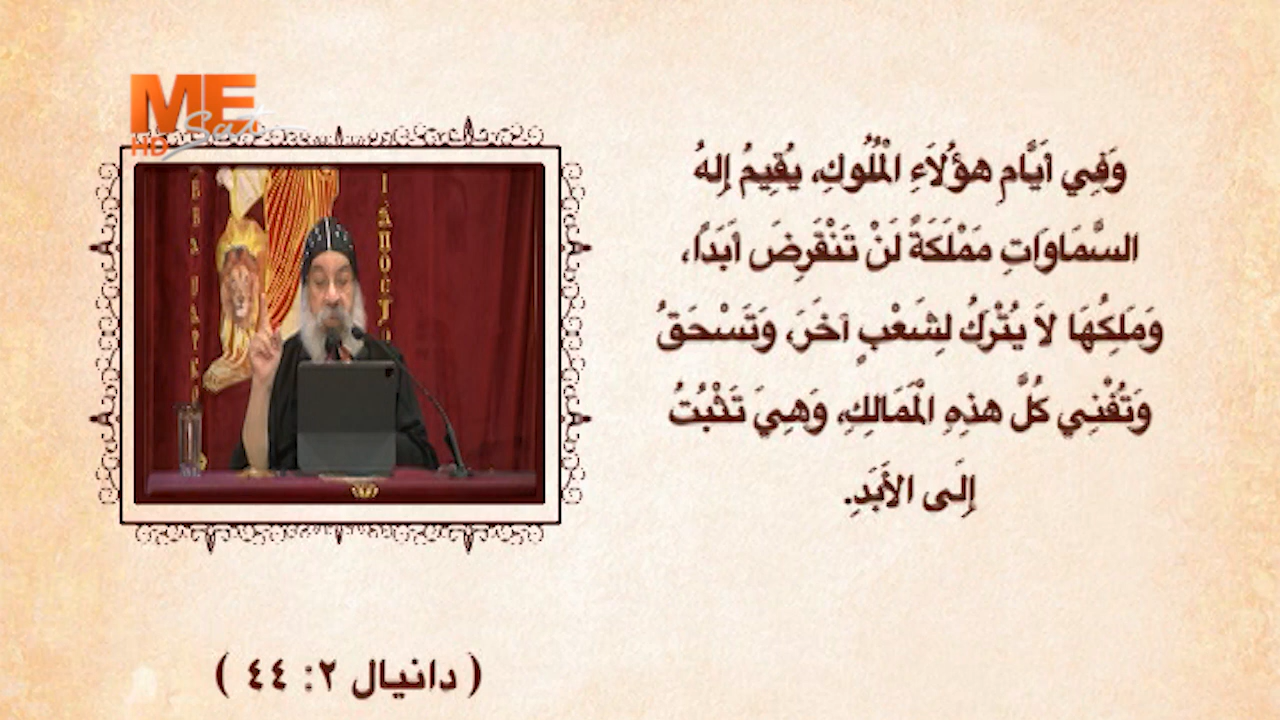 ME
Sat
HD
وَفِي أَيَّامِ هؤُلَاَءِ الْمُلُوكِ، يُقِيمُ إِلهُ
السَّمَاوَاتِ مَمْلَكَةً لَنْ تَنْقَرِضَ أَبَدًا،
وَمَلِكُهَا لاَ يُتْرَكُ لِشَعْبٍ آخَرَ، وَتَسْحَقُ
وَتُفْنِي كُلَّ هذِهِ الْمَمَالِكِ، وَهِيَ تَثْبُتُ
إِلَى الأَبَدِ.
( دانيال ٢: ٤٤ )